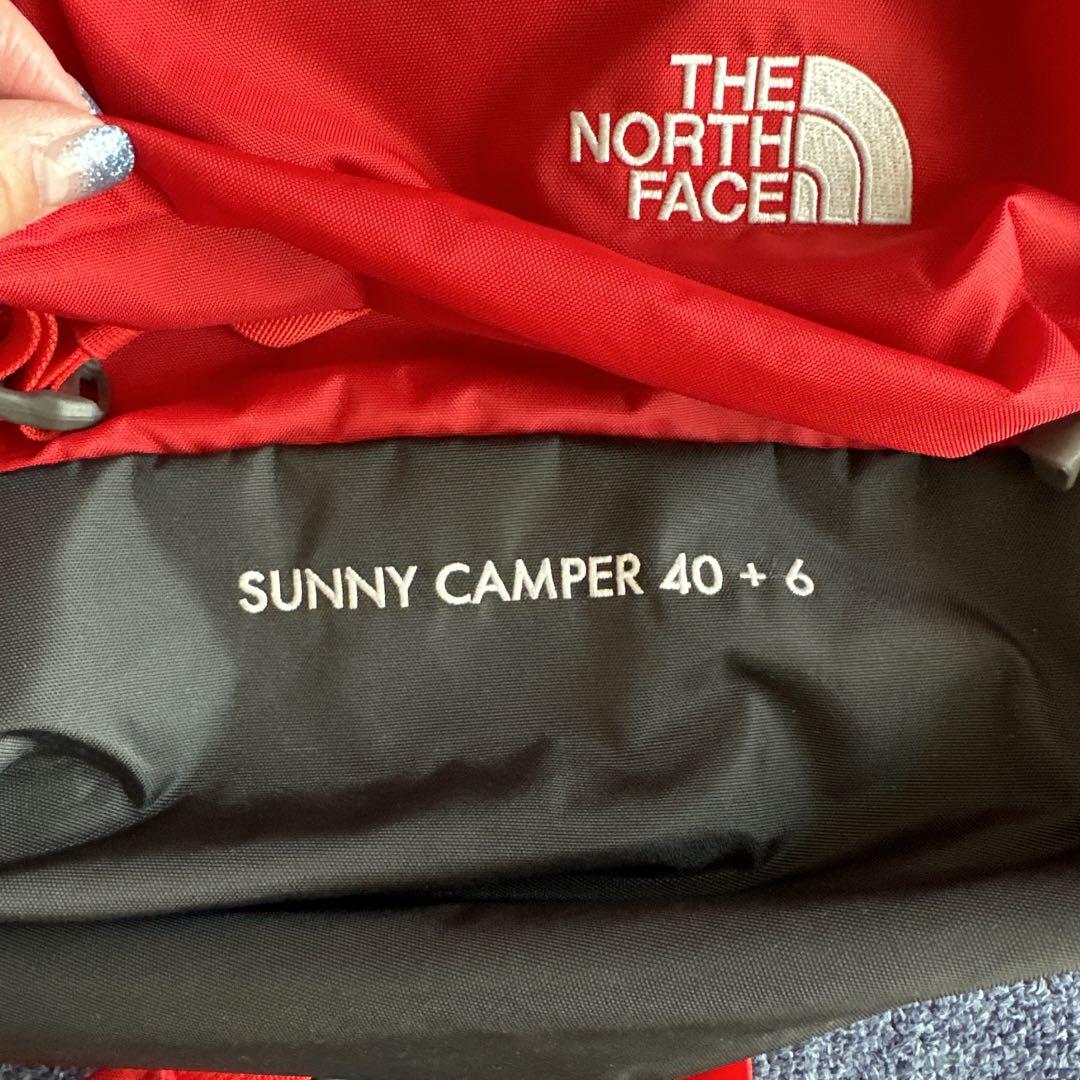 THE
NORTH
FACE
SUNNY CAMPER 40 + 6